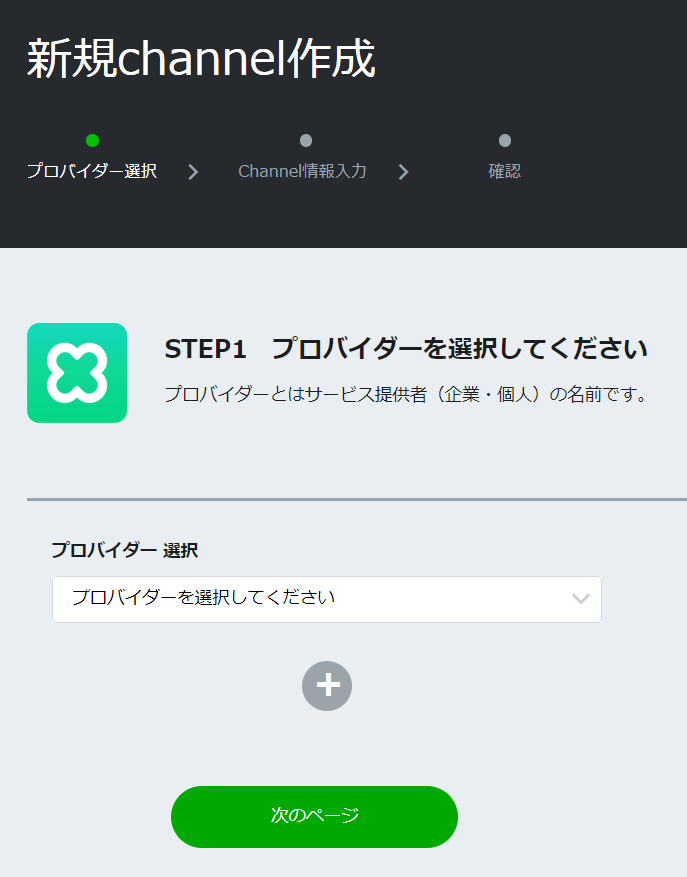 新規channel作成
プロバイダー選択
Channel情報入力
確認
STEP1　プロバイダーを選択してください
プロバイダーとはサービス提供者（企業・個人）の名前です。
プロバイダー 選択
プロバイダーを選択してください
次のページ